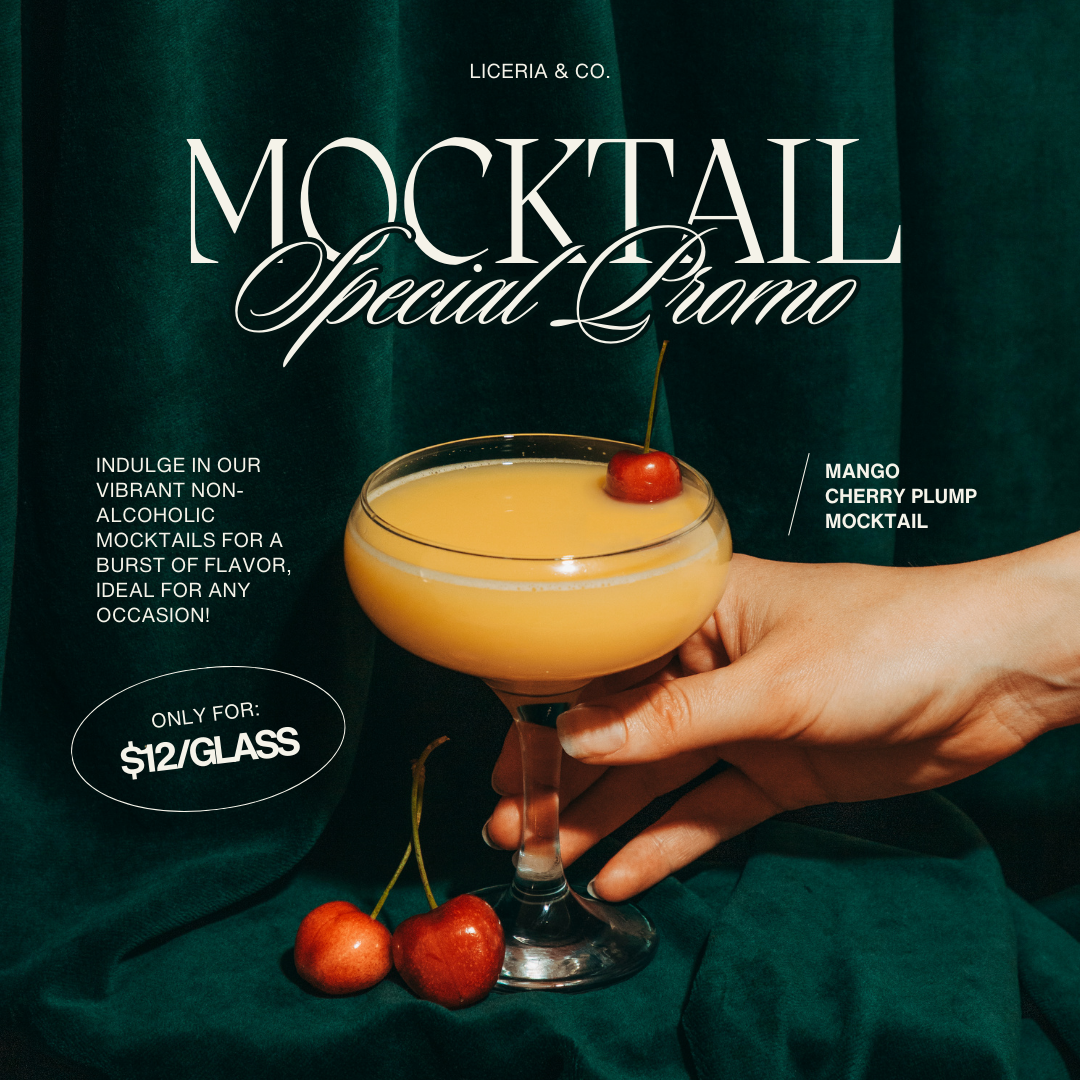 LICERIA & CO.
MOCKTAIL
Special Promo
INDULGE IN OUR
VIBRANT NON-
ALCOHOLIC
MOCKTAILS FOR A
BURST OF FLAVOR,
IDEAL FOR ANY
OCCASION!
MANGO
CHERRY PLUMP
MOCKTAIL
ONLY FOR:
$12/GLASS